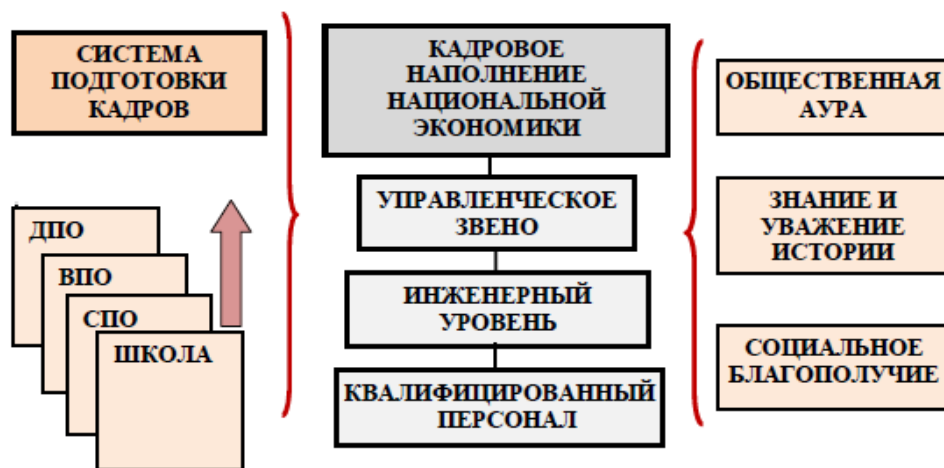 СИСТЕМА
ПОДГОТОВКИ
КАДРОВ
ДПО
ВПО
СПО
ШКОЛА
КАДРОВОЕ
НАПОЛНЕНИЕ
НАЦИОНАЛЬНОЙ
ЭКОНОМИКИ
УПРАВЛЕНЧЕСКОЕ
ЗВЕНО
ИНЖЕНЕРНЫЙ
УРОВЕНЬ
КВАЛИФИЦИРОВАННЫЙ
ПЕРСОНАЛ
ОБЩЕСТВЕННАЯ
АУРА
ЗНАНИЕ И
УВАЖЕНИЕ
ИСТОРИИ
СОЦИАЛЬНОЕ
БЛАГОПОЛУЧИЕ